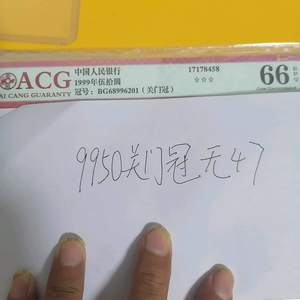 ACG
AI CANG GUARANTY
中国人民银行
1999年伍拾圆
冠号: BG68996201 (关门冠)
17178458
☆☆☆
66
9950关门冠 无47